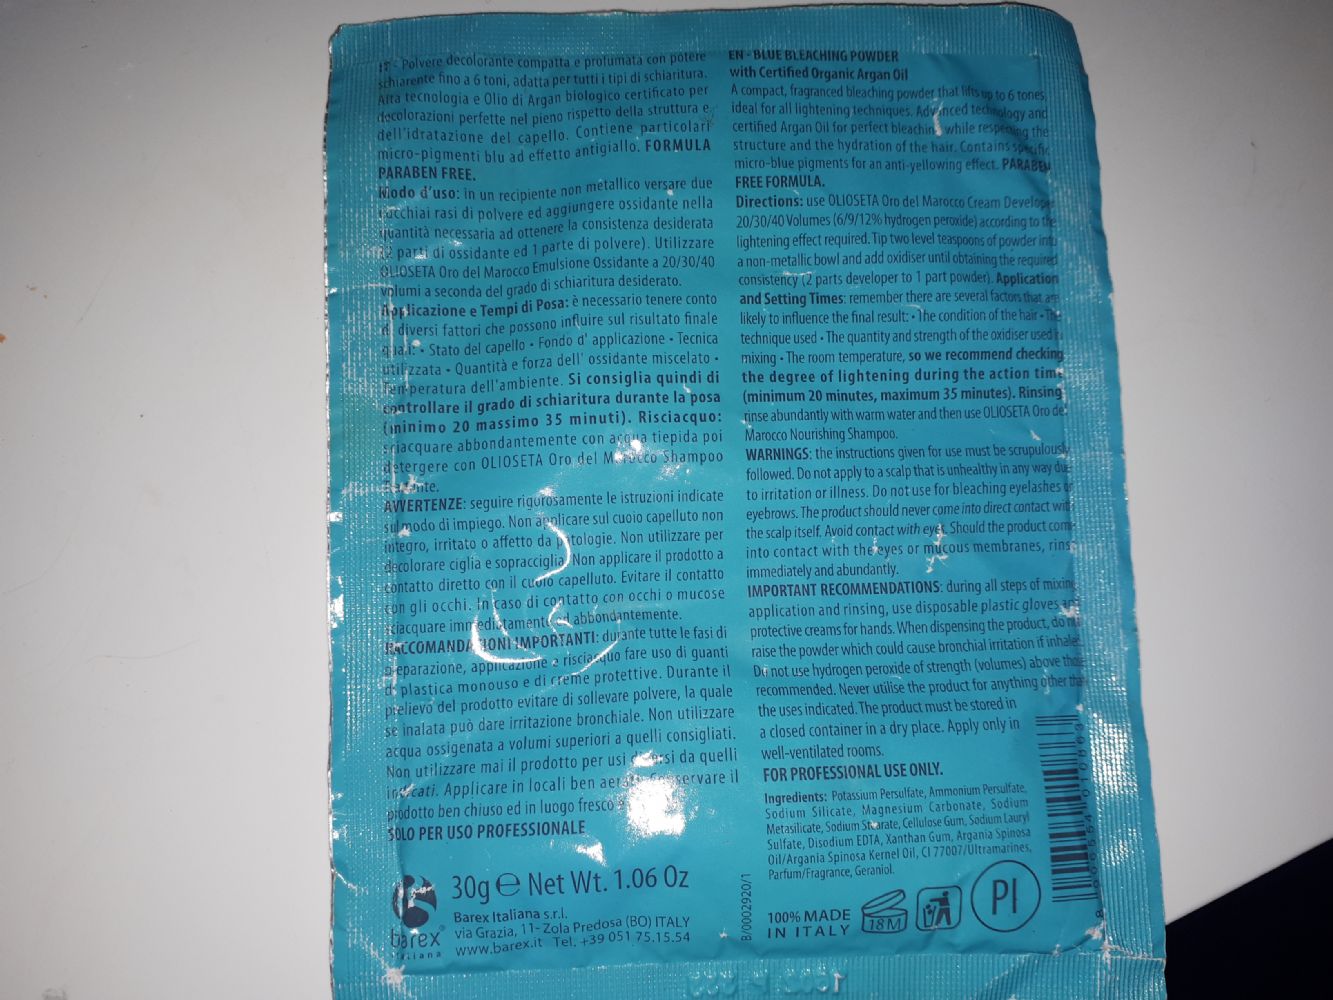 IT - Polvere decolorante compatta e profumata con potere
schiarente fino a 6 toni, adatta per tutti i tipi di schiaritura.
Alta tecnologia e Olio di Argan biologico certificato per
decolorazioni perfette nel pieno rispetto della struttura e
dell'idratazione del capello. Contiene particolari
micro-pigmenti blu ad effetto antigiallo. FORMULA
PARABEN FREE.
Modo d'uso: in un recipiente non metallico versare due
cucchiai rasi di polvere ed aggiungere ossidante nella
quantità necessaria ad ottenere la consistenza desiderata
(2 parti di ossidante ed 1 parte di polvere). Utilizzare
OLIOSETA Oro del Marocco Emulsione Ossidante a 20/30/40
volumi a seconda del grado di schiaritura desiderato.
Applicazione e Tempi di Posa: è necessario tenere conto
di diversi fattori che possono influire sul risultato finale
quali: • Stato del capello • Fondo d' applicazione • Tecnica
utilizzata • Quantità e forza dell' ossidante miscelato •
Temperatura dell'ambiente. Si consiglia quindi di
controllare il grado di schiaritura durante la posa
(minimo 20 massimo 35 minuti). Risciacquo:
sciacquare abbondantemente con acqua tiepida poi
detergere con OLIOSETA Oro del Marocco Shampoo
AVVERTENZE: seguire rigorosamente le istruzioni indicate
sul modo di impiego. Non applicare sul cuoio capelluto non
integro, irritato o affetto da patologie. Non utilizzare per
decolorare ciglia e sopracciglia. Non applicare il prodotto a
contatto diretto con il cuoio capelluto. Evitare il contatto
con gli occhi. In caso di contatto con occhi o mucose
sciacquare immediatamente ed abbondantemente.
RACCOMANDAZIONI IMPORTANTI: durante tutte le fasi di
preparazione, applicazione e risciacquo fare uso di guanti
di plastica monouso e di creme protettive. Durante il
prelievo del prodotto evitare di sollevare polvere, la quale
se inalata può dare irritazione bronchiale. Non utilizzare
acqua ossigenata a volumi superiori a quelli consigliati.
Non utilizzare mai il prodotto per usi diversi da quelli
indicati. Applicare in locali ben aerati. Conservare il
prodotto ben chiuso ed in luogo fresco e
SOLO PER USO PROFESSIONALE
30g ℮ Net Wt. 1.06 Oz
barex
italiana
Barex Italiana s.r.l.
via Grazia, 11- Zola Predosa (BO) ITALY
www.barex.it Tel. +39 051 75.15.54
EN - BLUE BLEACHING POWDER
with Certified Organic Argan Oil
A compact, fragranced bleaching powder that lifts up to 6 tones,
ideal for all lightening techniques. Advanced technology and
certified Argan Oil for perfect bleaching while respecting the
structure and the hydration of the hair. Contains specific
micro-blue pigments for an anti-yellowing effect. PARABEN
FREE FORMULA.
Directions: use OLIOSETA Oro del Marocco Cream Developer
20/30/40 Volumes (6/9/12% hydrogen peroxide) according to the
lightening effect required. Tip two level teaspoons of powder into
a non-metallic bowl and add oxidiser until obtaining the required
consistency (2 parts developer to 1 part powder). Application
and Setting Times: remember there are several factors that are
likely to influence the final result: • The condition of the hair • The
technique used • The quantity and strength of the oxidiser used in
mixing • The room temperature, so we recommend checking
the degree of lightening during the action time
(minimum 20 minutes, maximum 35 minutes). Rinsing:
rinse abundantly with warm water and then use OLIOSETA Oro del
Marocco Nourishing Shampoo.
WARNINGS: the instructions given for use must be scrupulously
followed. Do not apply to a scalp that is unhealthy in any way due
to irritation or illness. Do not use for bleaching eyelashes or
eyebrows. The product should never come into direct contact with
the scalp itself. Avoid contact with eyes. Should the product come
into contact with the eyes or mucous membranes, rinse
immediately and abundantly.
IMPORTANT RECOMMENDATIONS: during all steps of mixing,
application and rinsing, use disposable plastic gloves and
protective creams for hands. When dispensing the product, do not
raise the powder which could cause bronchial irritation if inhaled.
Do not use hydrogen peroxide of strength (volumes) above those
recommended. Never utilise the product for anything other than
the uses indicated. The product must be stored in
a closed container in a dry place. Apply only in
well-ventilated rooms.
FOR PROFESSIONAL USE ONLY.
Ingredients: Potassium Persulfate, Ammonium Persulfate,
Sodium Silicate, Magnesium Carbonate, Sodium
Metasilicate, Sodium Stearate, Cellulose Gum, Sodium Lauryl
Sulfate, Disodium EDTA, Xanthan Gum, Argania Spinosa
Oil/Argania Spinosa Kernel Oil, CI 77007/Ultramarines,
Parfum/Fragrance, Geraniol.
B/0002920/1
100% MADE
IN ITALY
18M
PI